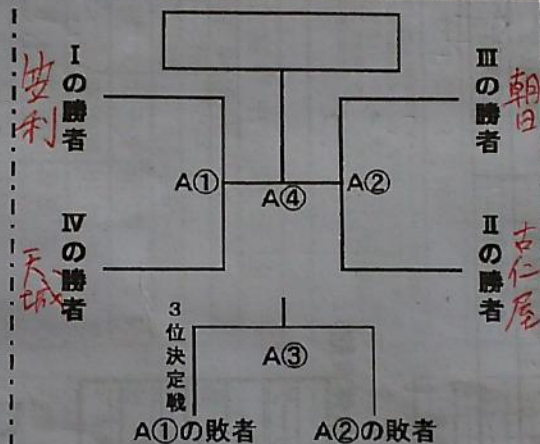 Ⅰの勝者
笠利
Ⅲの勝者
朝日
A①
A④
A②
Ⅳの勝者
天城
Ⅱの勝者
古仁屋
3位決定戦
A③
A①の敗者
A②の敗者